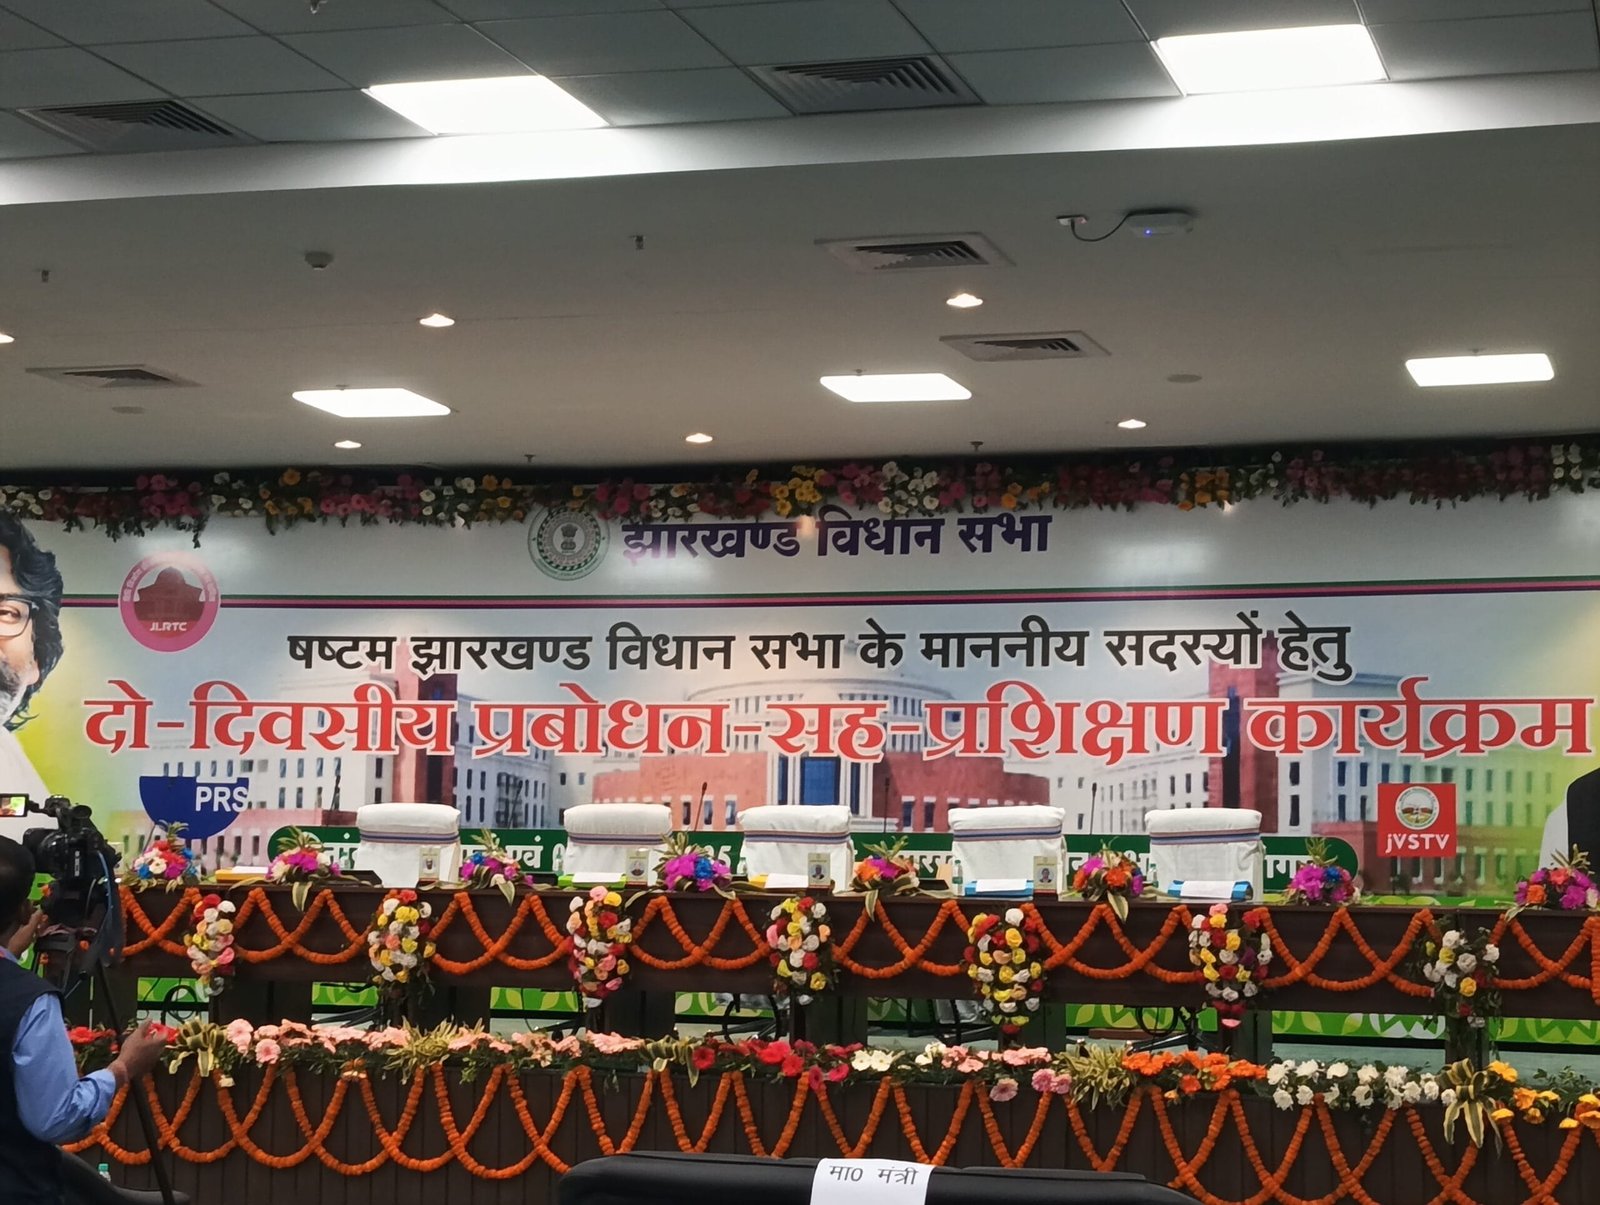 झारखण्ड विधान सभा
JLRTC
षष्टम झारखण्ड विधान सभा के माननीय सदस्यों हेतु
दो-दिवसीय प्रबोधन-सह-प्रशिक्षण कार्यक्रम
PRS
jVSTV
मा0 मंत्री